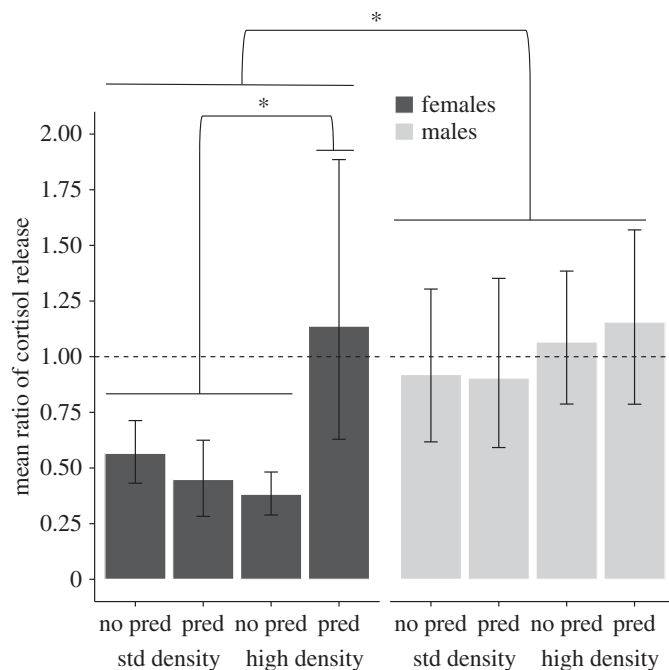 *
*
females
males
mean ratio of cortisol release
2.00
1.75
1.50
1.25
1.00
0.75
0.50
0.25
0
no pred pred no pred pred no pred pred no pred pred
std density high density std density high density